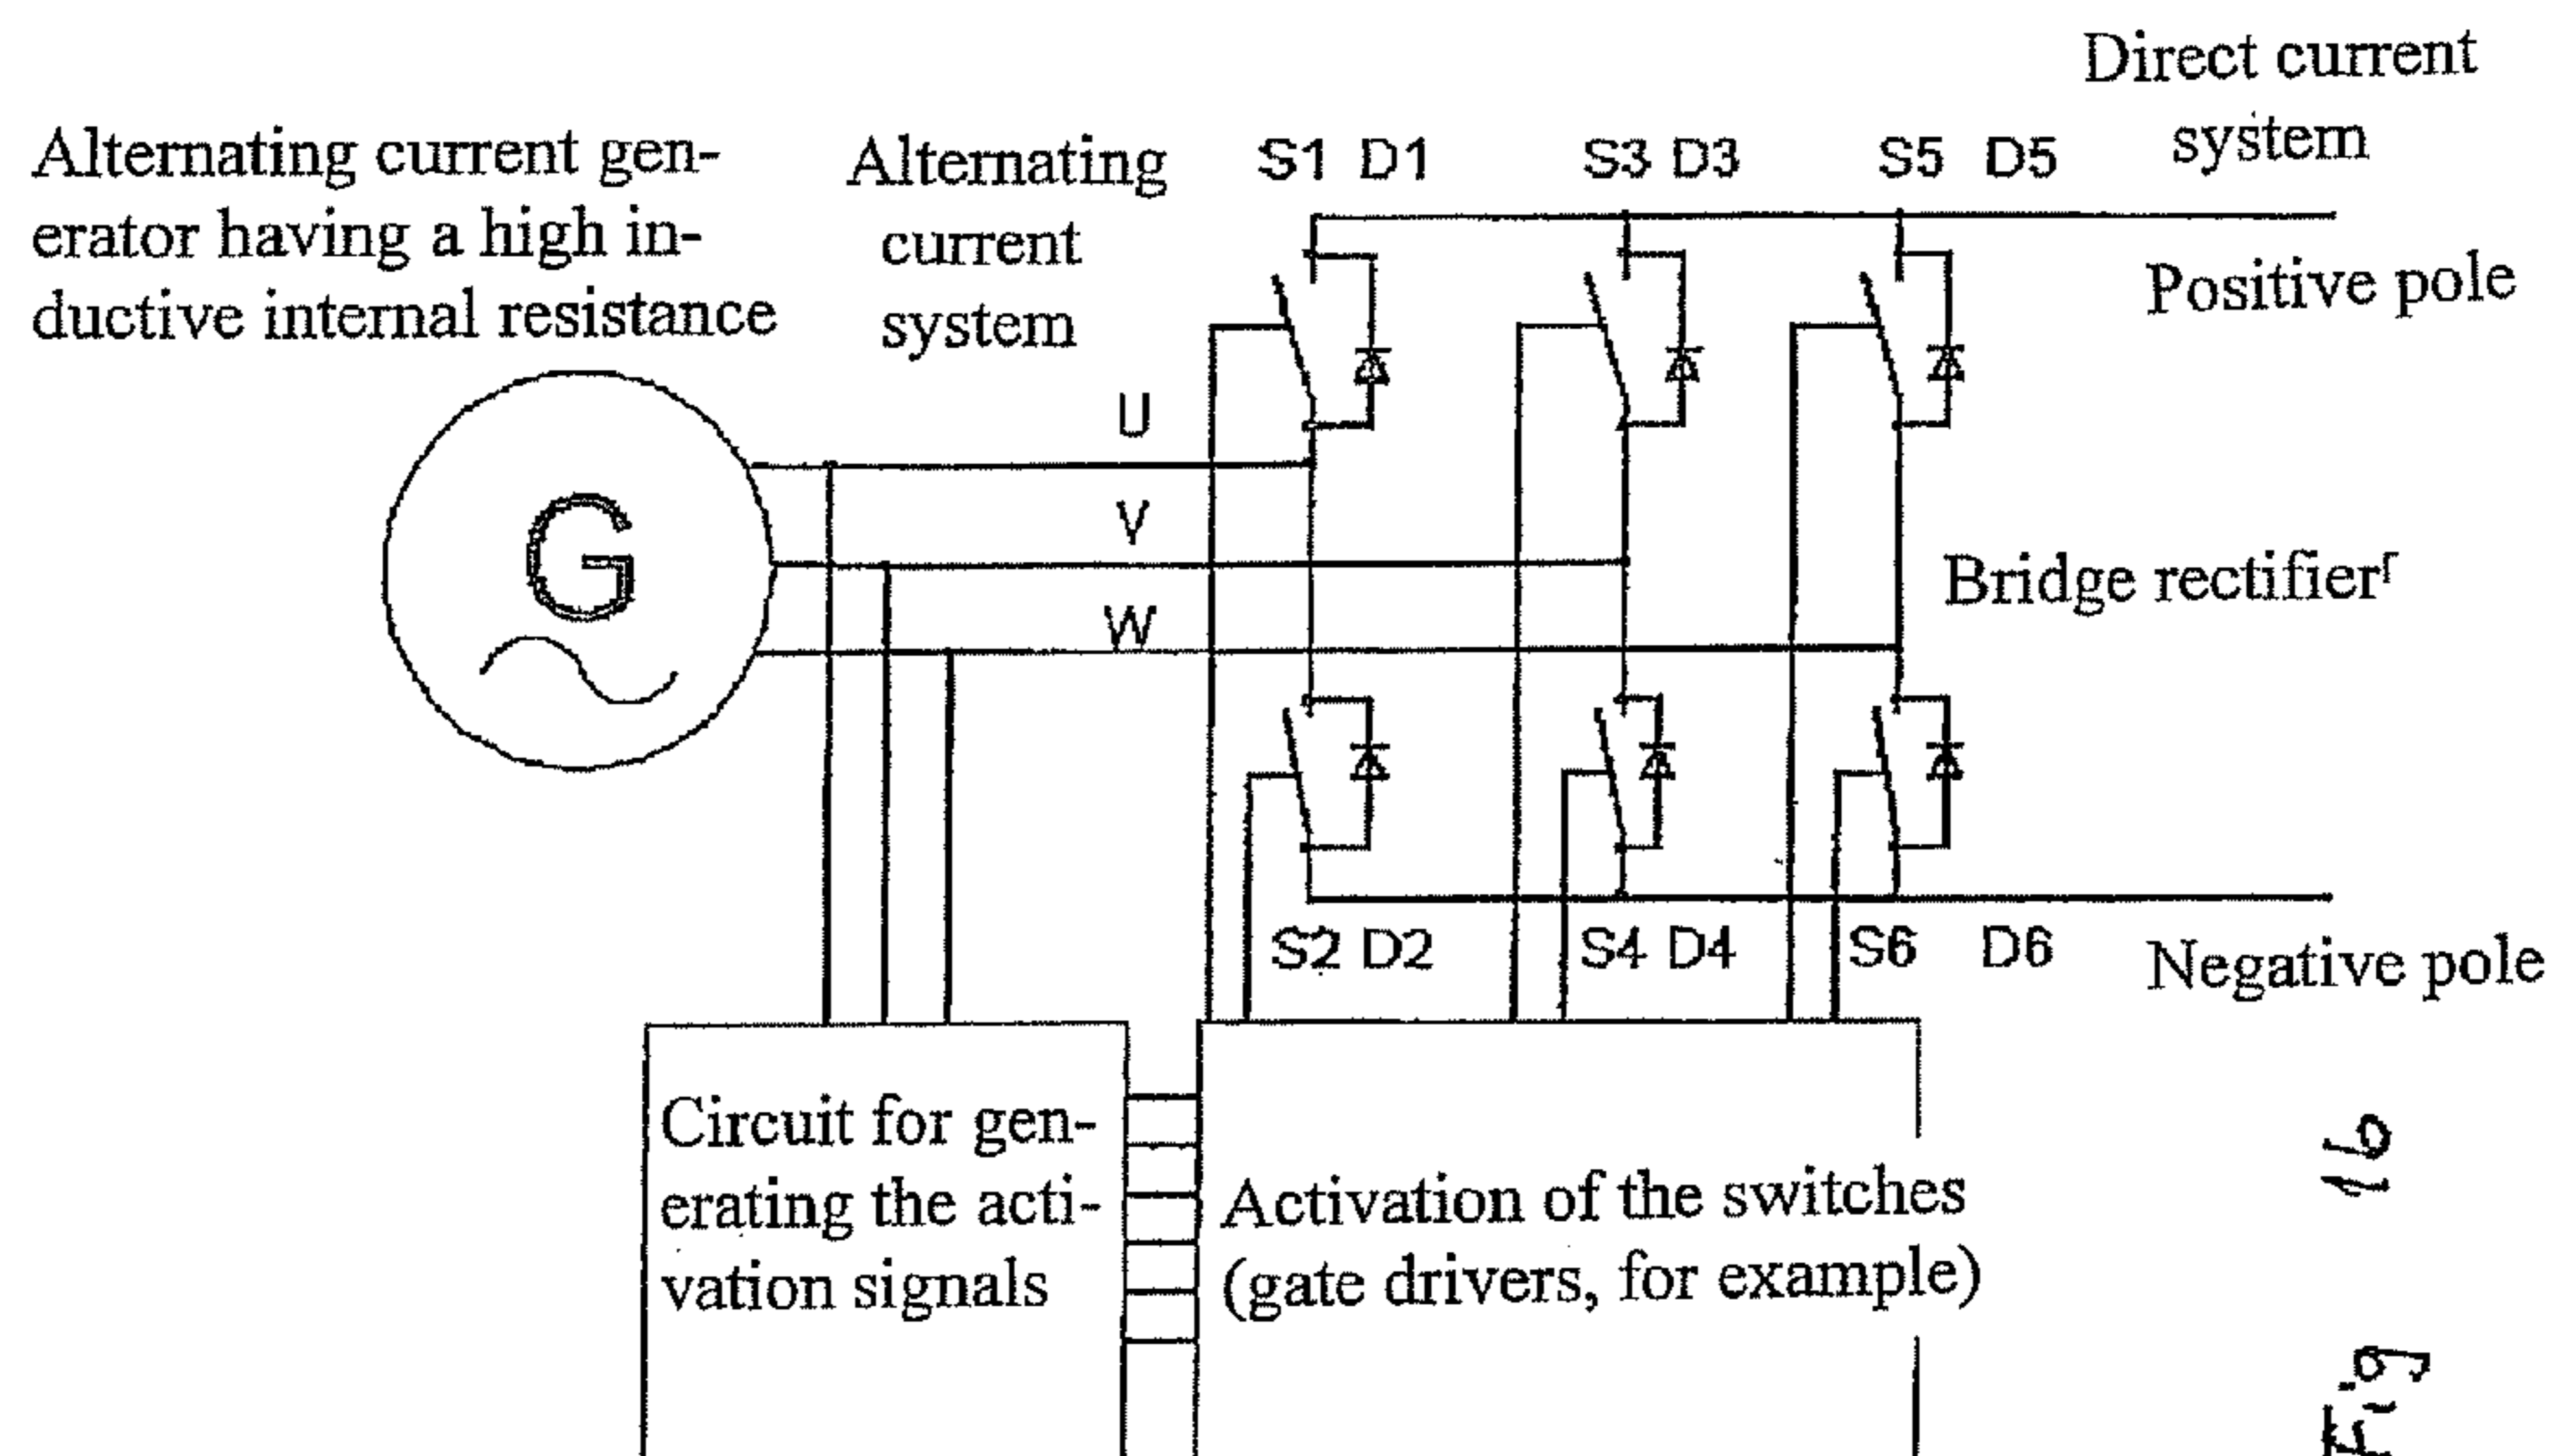 Direct current
system
Alternating current gen-
erator having a high in-
ductive internal resistance
Alternating
current
system
S1 D1
S3 D3
S5 D5
Positive pole
U
V
W
G
Bridge rectifier
S2 D2
S4 D4
S6 D6
Negative pole
Circuit for gen-
erating the acti-
vation signals
Activation of the switches
(gate drivers, for example)
Fig 1b